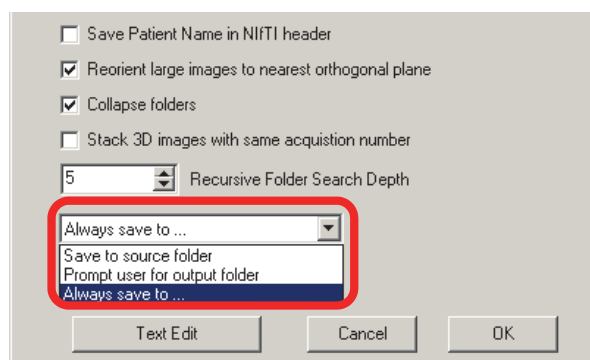 Save Patient Name in NIfTI header
Reorient large images to nearest orthogonal plane
Collapse folders
Stack 3D images with same acquistion number
5 Recursive Folder Search Depth
Always save to ...
Save to source folder
Prompt user for output folder
Always save to ...
Text Edit Cancel OK